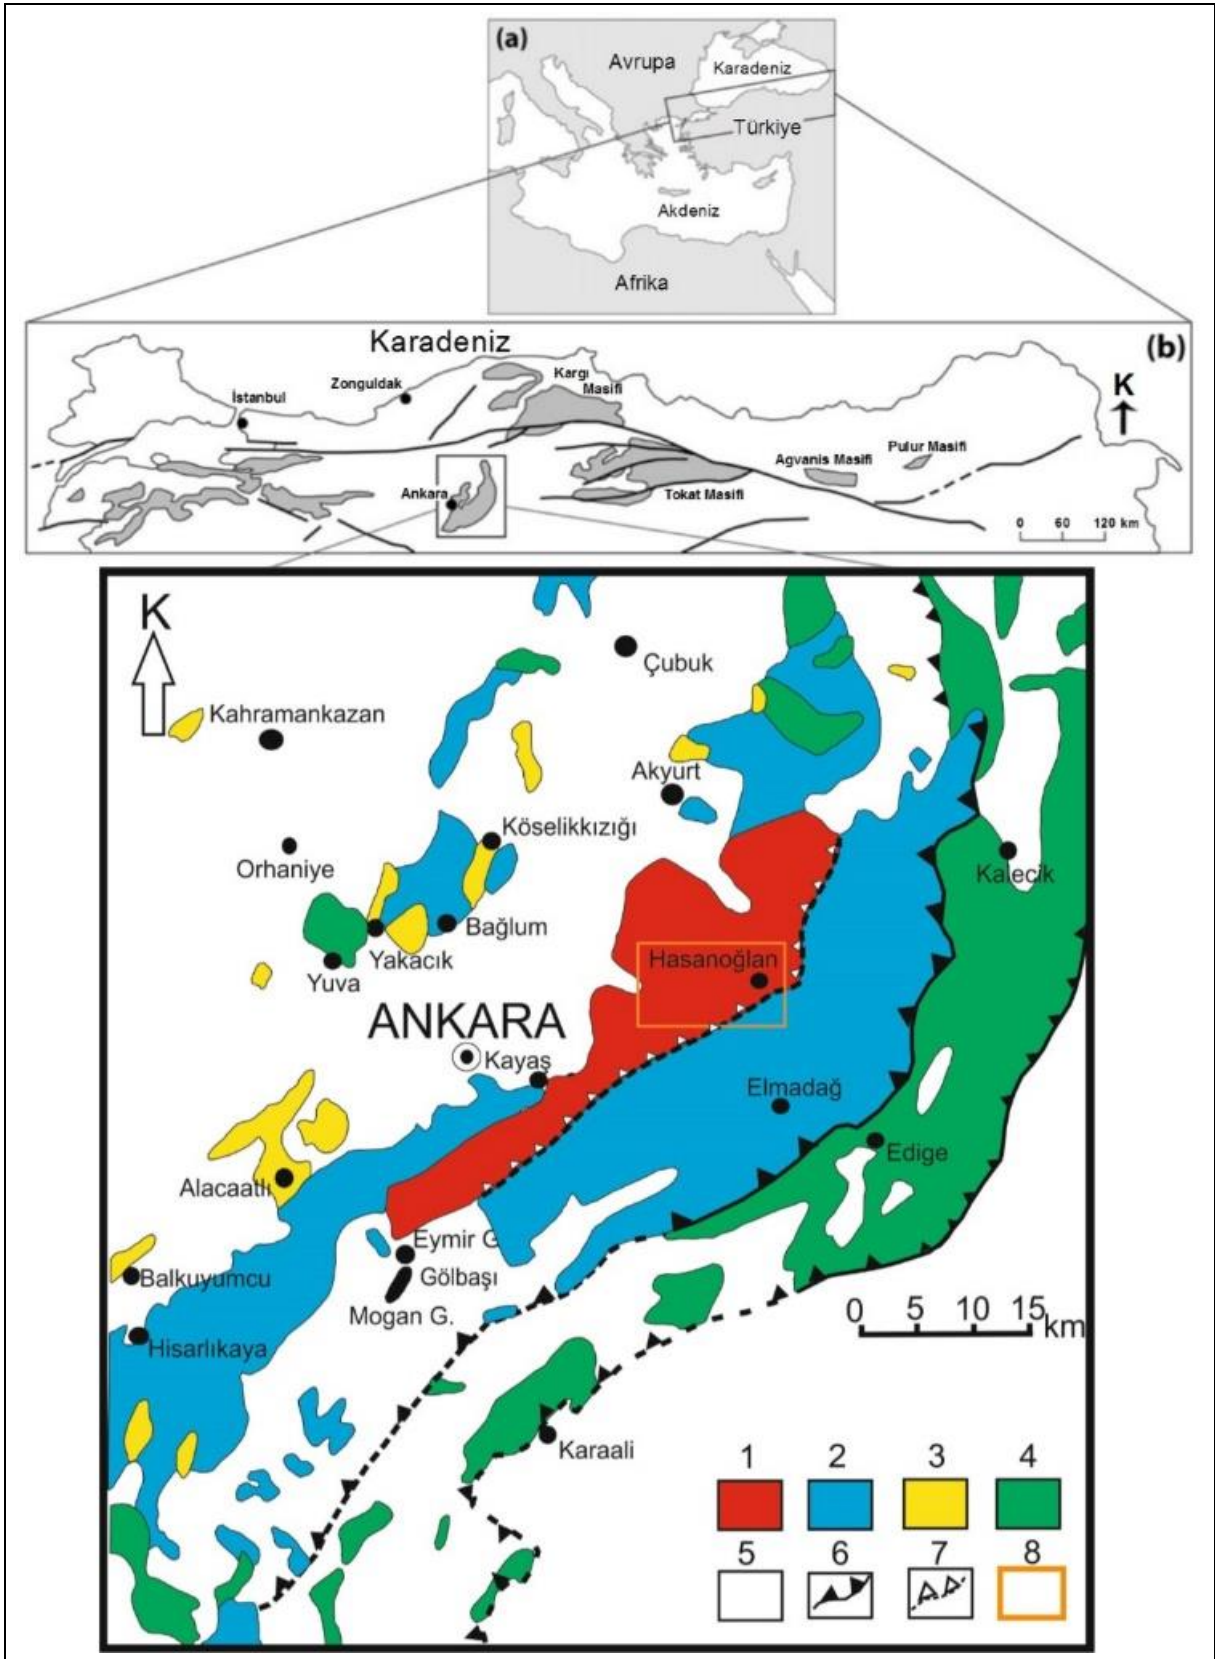 (a)
Avrupa
Karadeniz
Türkiye
Akdeniz
Afrika
(b)
Karadeniz
K
Kargı
Masifi
Zonguldak
İstanbul
Pulur Masifi
Agvanis Masifi
Ankara
Tokat Masifi
0 60 120 km
K
Çubuk
Kahramankazan
Akyurt
Köselikkızığı
Orhaniye
Kalecik
Bağlum
Yakacık
Yuva
Hasanoğlan
ANKARA
Kayaş
Elmadağ
Edige
Alacaatlı
Eymir G
Gölbaşı
Balkuyumcu
Mogan G.
0 5 10 15 km
Hisarlıkaya
Karaali
1 2 3 4
5 6 7 8